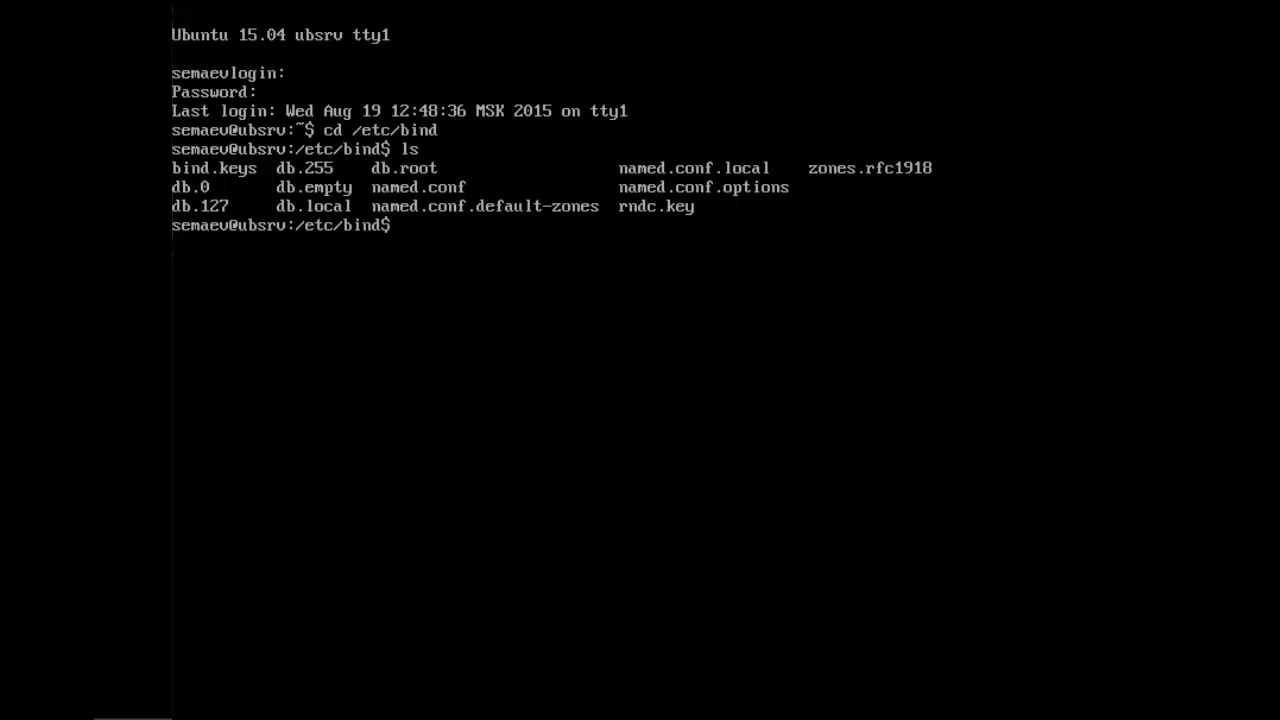 Ubuntu 15.04 ubsrv tty1
semaevlogin:
Password:
Last login: Wed Aug 19 12:48:36 MSK 2015 on tty1
semaev@ubsrv:~$ cd /etc/bind
semaev@ubsrv:/etc/bind$ ls
bind.keys db.255 db.root named.conf.local zones.rfc1918
db.0 db.empty named.conf named.conf.options
db.127 db.local named.conf.default-zones rndc.key
semaev@ubsrv:/etc/bind$